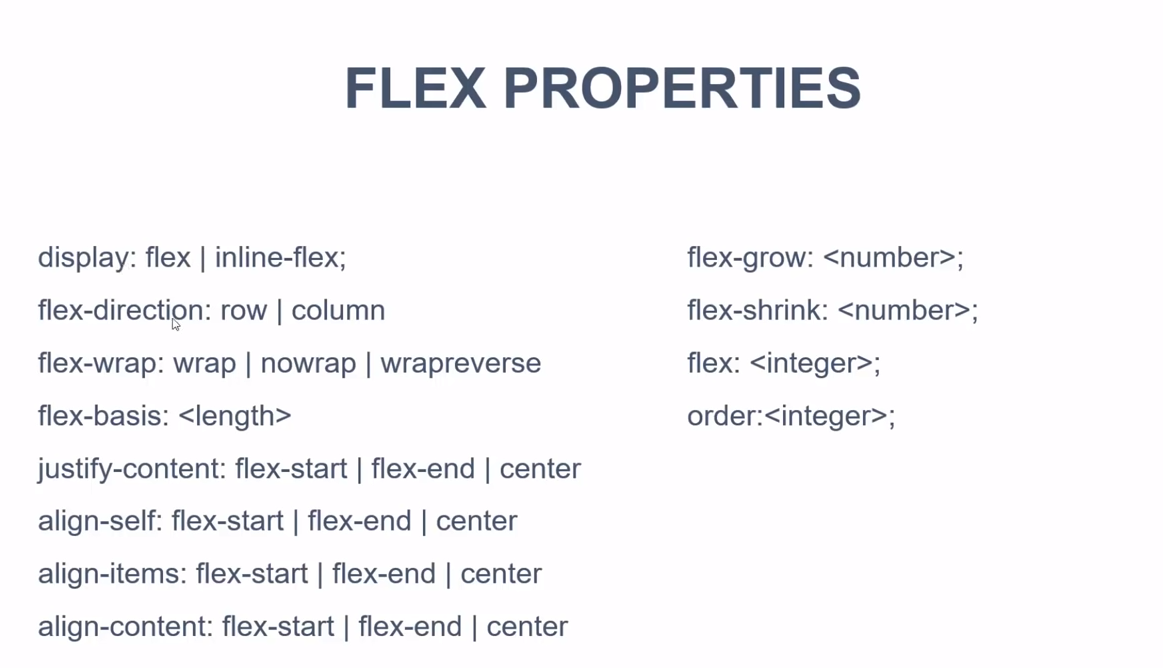 FLEX PROPERTIES
display: flex | inline-flex;
flex-direction: row | column
flex-wrap: wrap | nowrap | wrapreverse
flex-basis: <length>
justify-content: flex-start | flex-end | center
align-self: flex-start | flex-end | center
align-items: flex-start | flex-end | center
align-content: flex-start | flex-end | center
flex-grow: <number>;
flex-shrink: <number>;
flex: <integer>;
order:<integer>;